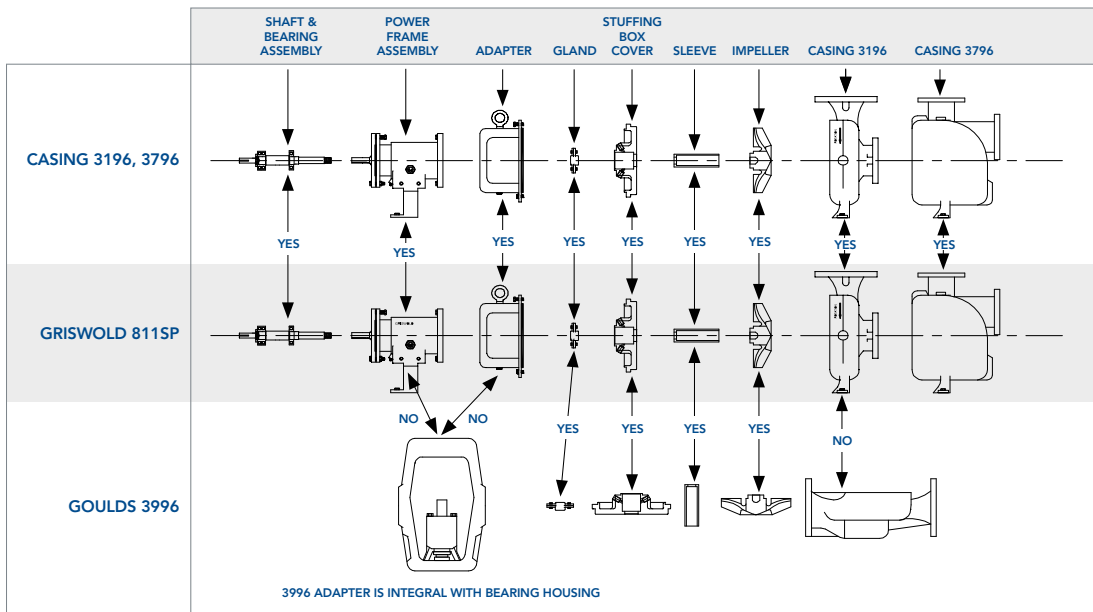 SHAFT &
BEARING
ASSEMBLY
POWER
FRAME
ASSEMBLY
ADAPTER
GLAND
STUFFING
BOX
COVER
SLEEVE
IMPELLER
CASING 3196
CASING 3796
CASING 3196, 3796
YES
YES
YES
YES
YES
YES
YES
YES
YES
GRISWOLD 811SP
NO
NO
YES
YES
YES
YES
NO
GOULDS 3996
3996 ADAPTER IS INTEGRAL WITH BEARING HOUSING